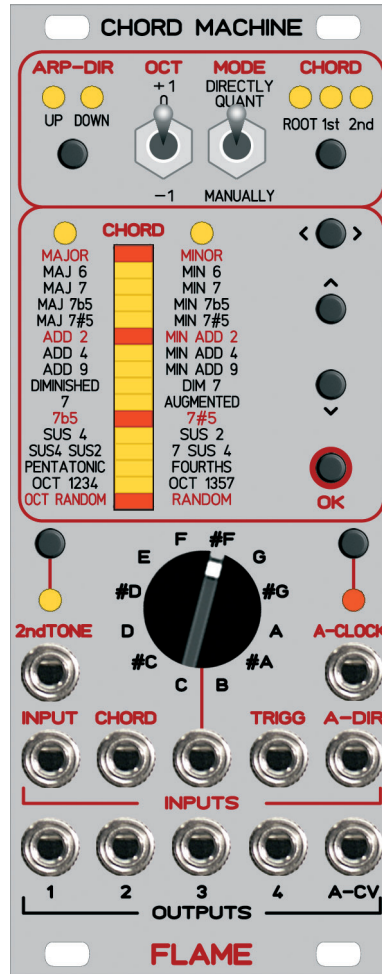 CHORD MACHINE
ARP-DIR OCT MODE CHORD
+1 DIRECTLY
0 QUANT
UP DOWN ROOT 1st 2nd
-1 MANUALLY
CHORD < >
MAJOR MINOR
MAJ 6 MIN 6
MAJ 7 MIN 7
MAJ 7b5 MIN 7b5
MAJ 7#5 MIN 7#5
ADD 2 MIN ADD 2
ADD 4 MIN ADD 4
ADD 9 MIN ADD 9
DIMINISHED DIM 7
7 AUGMENTED
7b5 7#5
SUS 4 SUS 2
SUS4 SUS2 7 SUS 4
PENTATONIC FOURTHS
OCT 1234 OCT 1357
OCT RANDOM RANDOM
OK
F #F
E G
#D #G
D A
#C #A
C B
2ndTONE A-CLOCK
INPUT CHORD TRIGG A-DIR
INPUTS
1 2 3 4 A-CV
OUTPUTS
FLAME